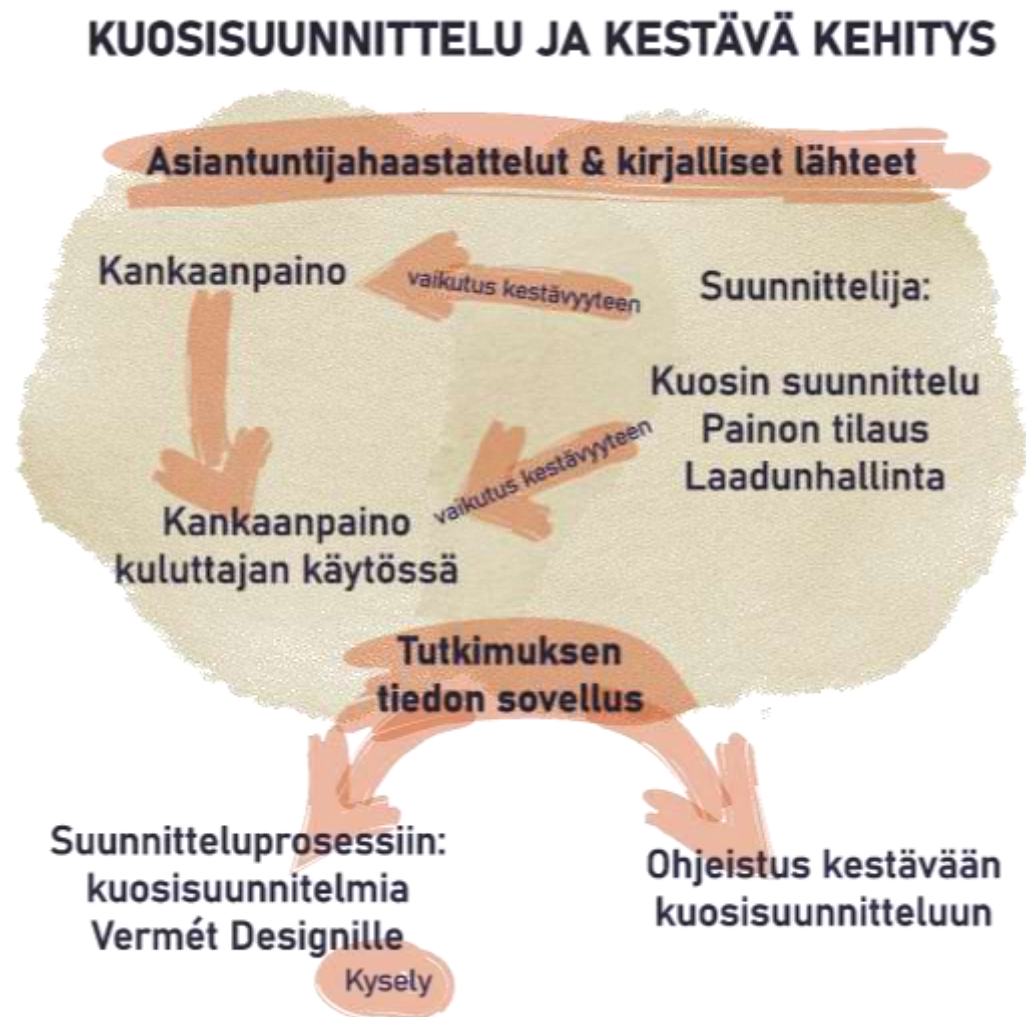 KUOSISUUNNITTELU JA KESTÄVÄ KEHITYS
Asiantuntijahaastattelut & kirjalliset lähteet
Kankaanpaino
vaikutus kestävyyteen
Suunnittelija:
Kuosin suunnittelu
Painon tilaus
Laadunhallinta
vaikutus kestävyyteen
Kankaanpaino
kuluttajan käytössä
Tutkimuksen
tiedon sovellus
Suunnitteluprosessiin:
kuosisuunnitelmia
Vermét Designille
Kysely
Ohjeistus kestävään
kuosisuunnitteluun